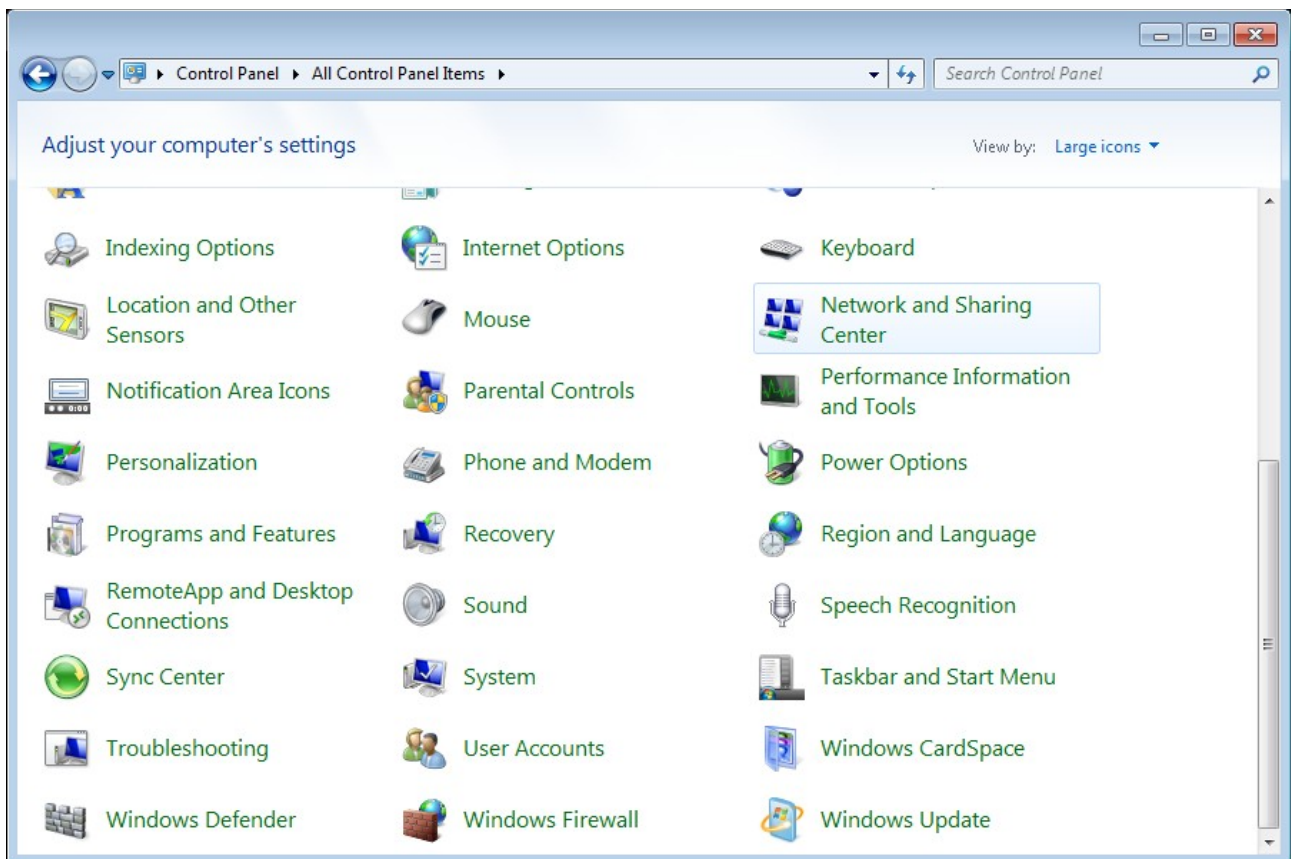 Control Panel All Control Panel Items Search Control Panel
Adjust your computer's settings View by: Large icons
Indexing Options Internet Options Keyboard
Location and Other Sensors Mouse Network and Sharing Center
Notification Area Icons Parental Controls Performance Information and Tools
Personalization Phone and Modem Power Options
Programs and Features Recovery Region and Language
RemoteApp and Desktop Connections Sound Speech Recognition
Sync Center System Taskbar and Start Menu
Troubleshooting User Accounts Windows CardSpace
Windows Defender Windows Firewall Windows Update